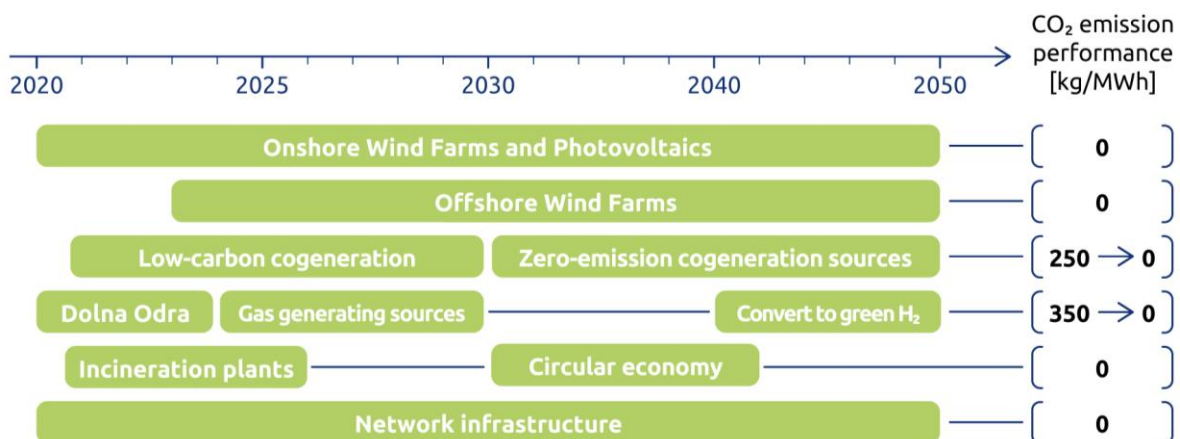 CO₂ emission
performance
[kg/MWh]
2020 2025 2030 2040 2050
Onshore Wind Farms and Photovoltaics 0
Offshore Wind Farms 0
Low-carbon cogeneration Zero-emission cogeneration sources 250 → 0
Dolna Odra Gas generating sources Convert to green H₂ 350 → 0
Incineration plants Circular economy 0
Network infrastructure 0